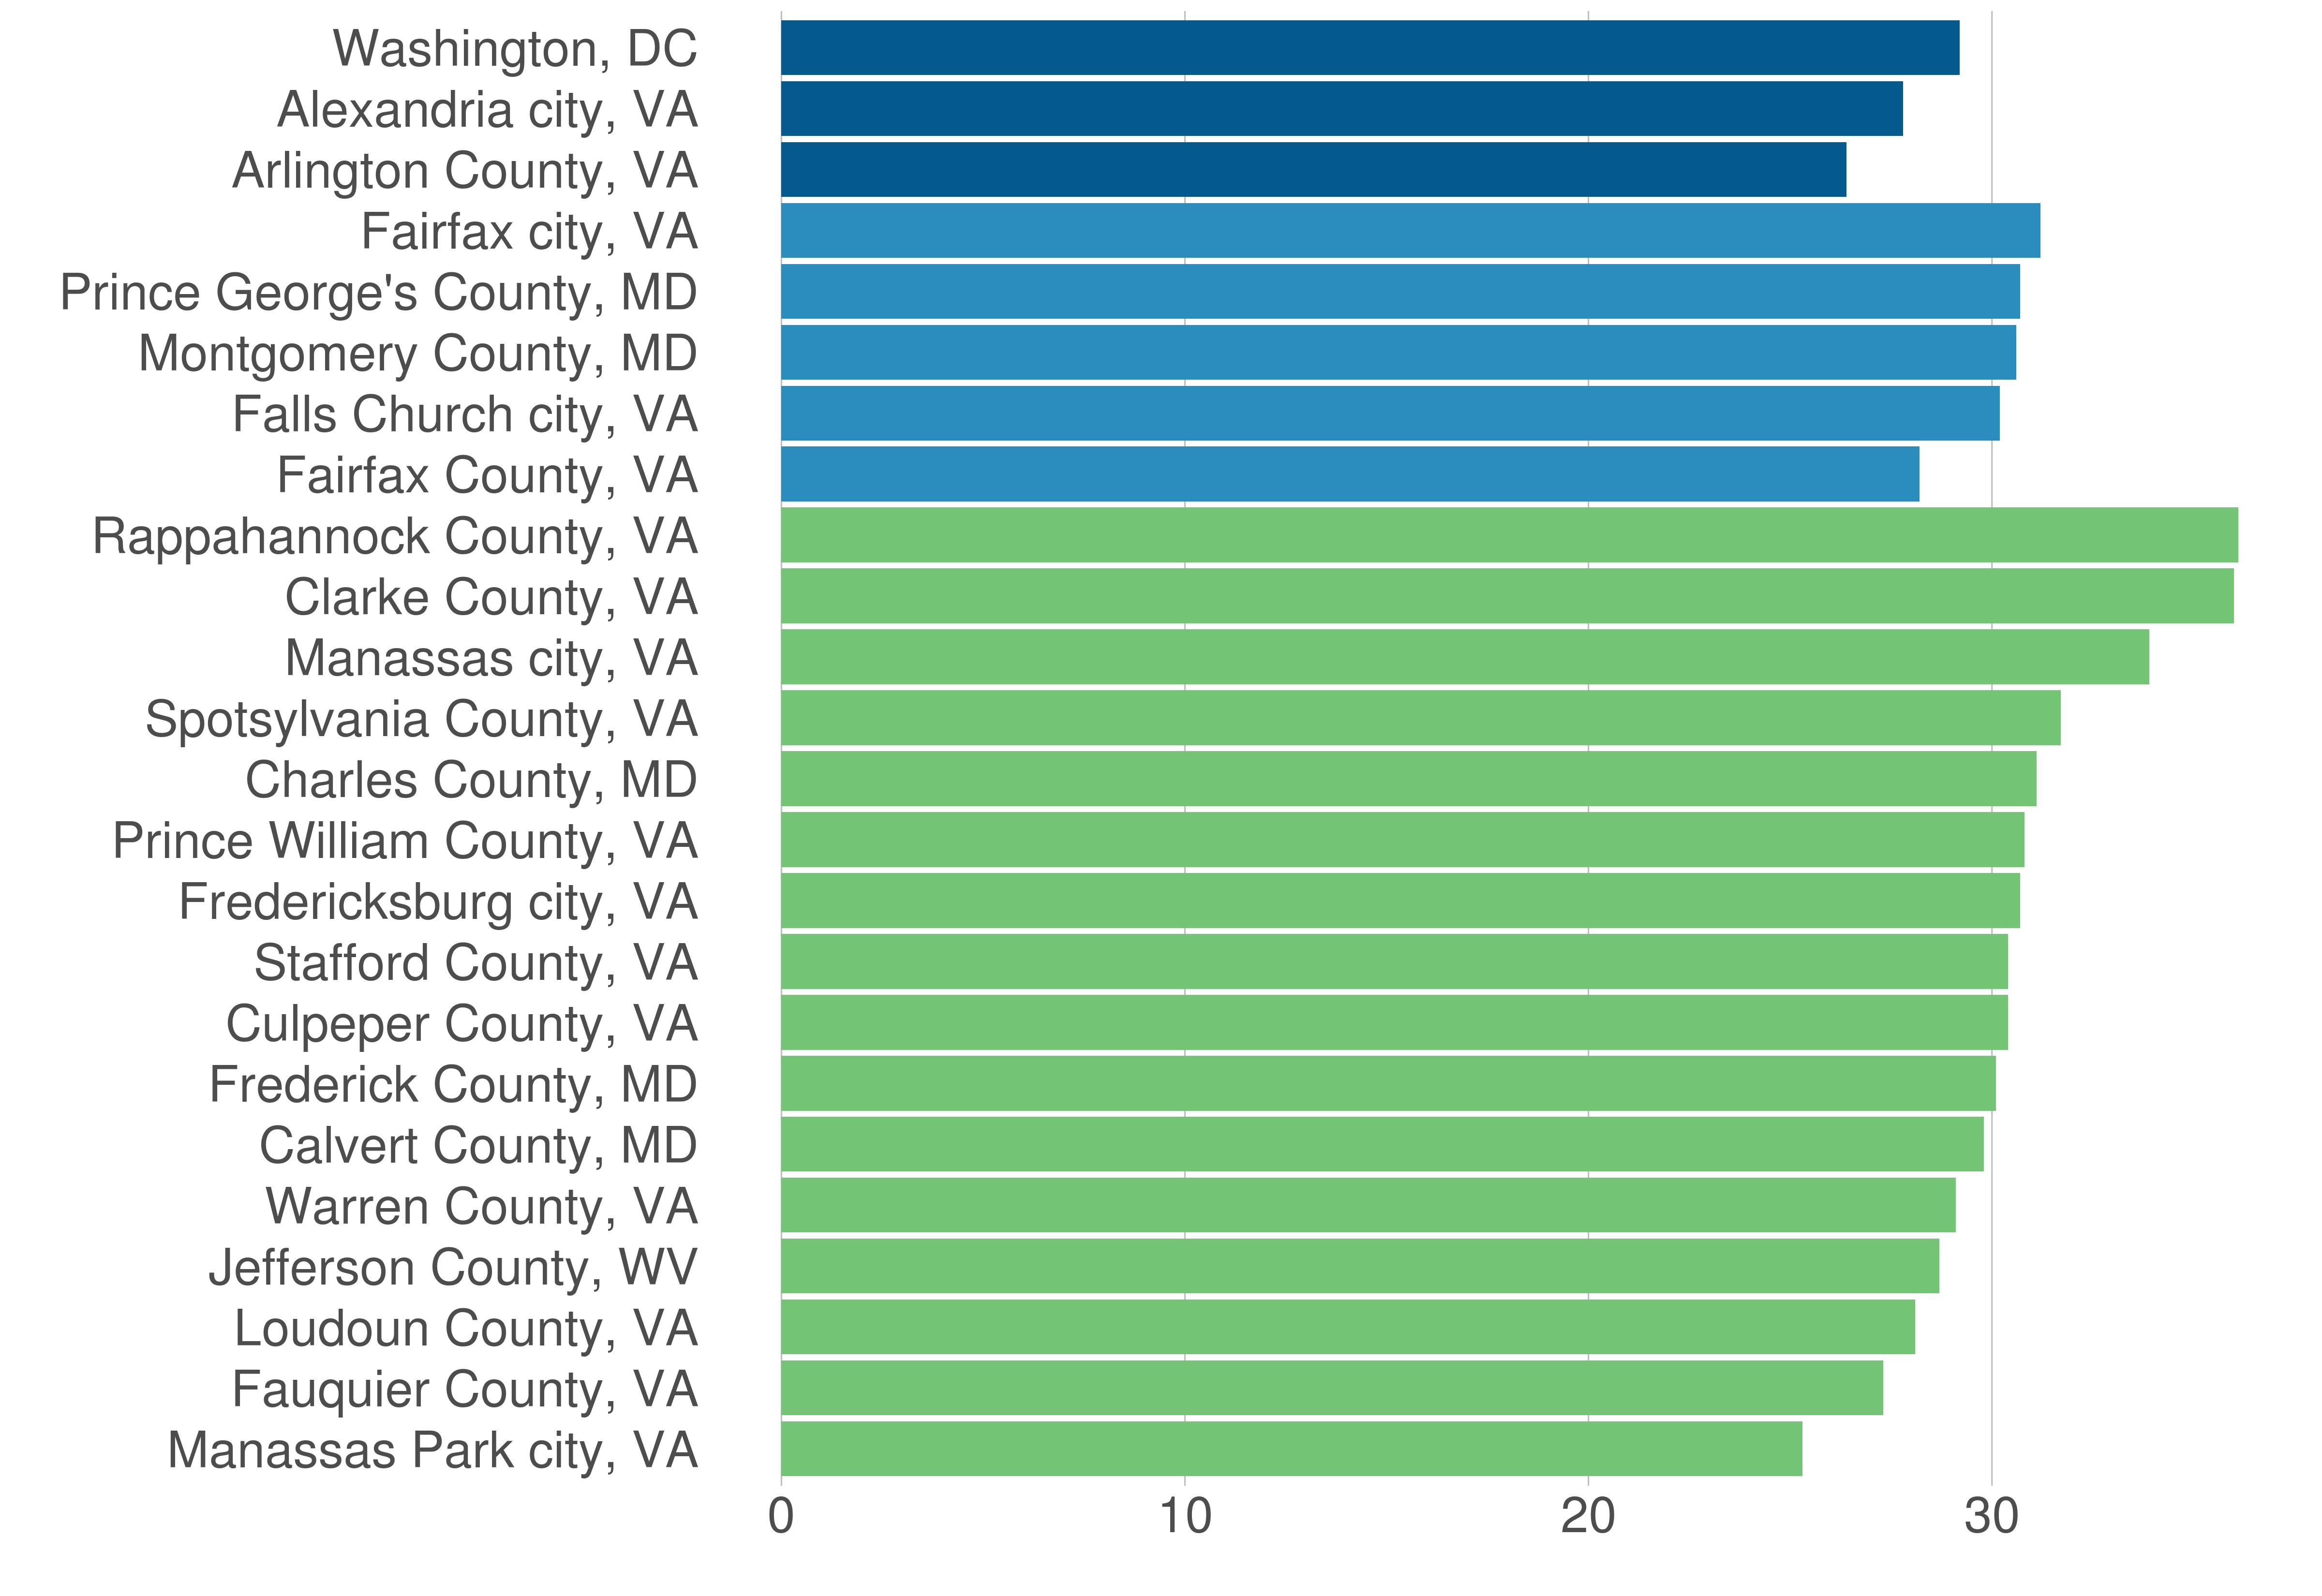 Washington, DC
Alexandria city, VA
Arlington County, VA
Fairfax city, VA
Prince George's County, MD
Montgomery County, MD
Falls Church city, VA
Fairfax County, VA
Rappahannock County, VA
Clarke County, VA
Manassas city, VA
Spotsylvania County, VA
Charles County, MD
Prince William County, VA
Fredericksburg city, VA
Stafford County, VA
Culpeper County, VA
Frederick County, MD
Calvert County, MD
Warren County, VA
Jefferson County, WV
Loudoun County, VA
Fauquier County, VA
Manassas Park city, VA
0 10 20 30